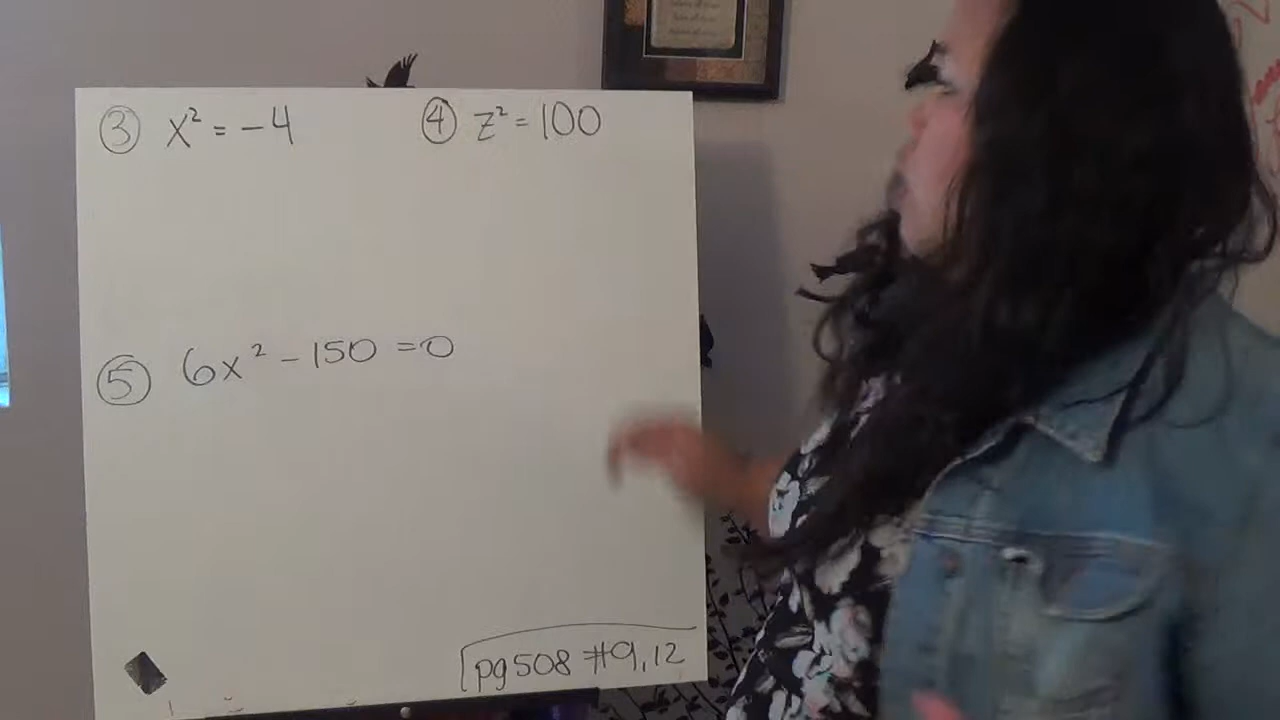 ③ x² = -4
④ z² = 100
⑤ 6x² - 150 = 0
pg 508 #9,12